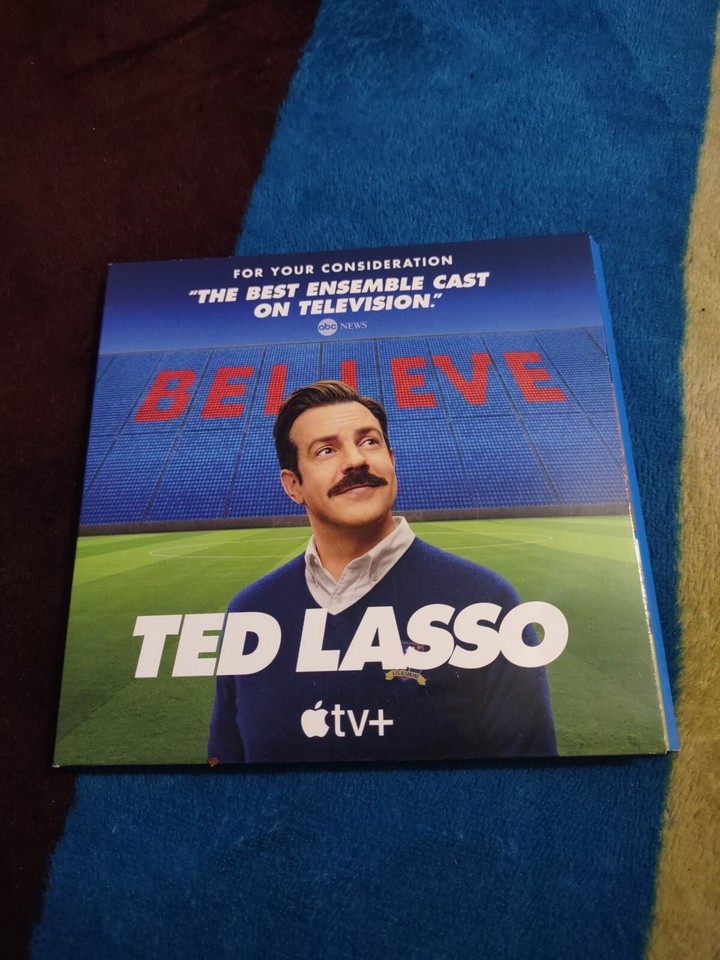 FOR YOUR CONSIDERATION
"THE BEST ENSEMBLE CAST
ON TELEVISION."
abc NEWS
BELIEVE
TED LASSO
tv+